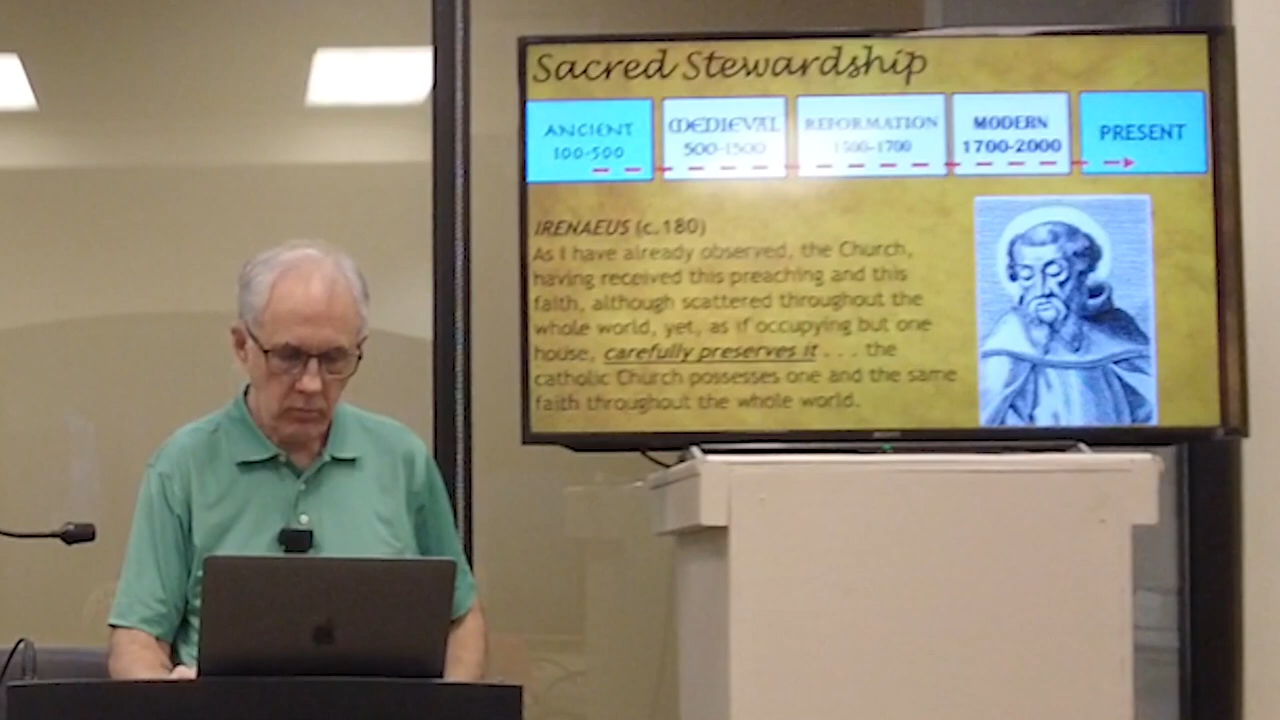 Sacred Stewardship
ANCIENT
100-500
MEDIEVAL
500-1500
REFORMATION
1500-1700
MODERN
1700-2000
PRESENT
IRENAEUS (c.180)
As I have already observed, the Church,
having received this preaching and this
faith, although scattered throughout the
whole world, yet, as if occupying but one
house, carefully preserves it . . . the
catholic Church possesses one and the same
faith throughout the whole world.